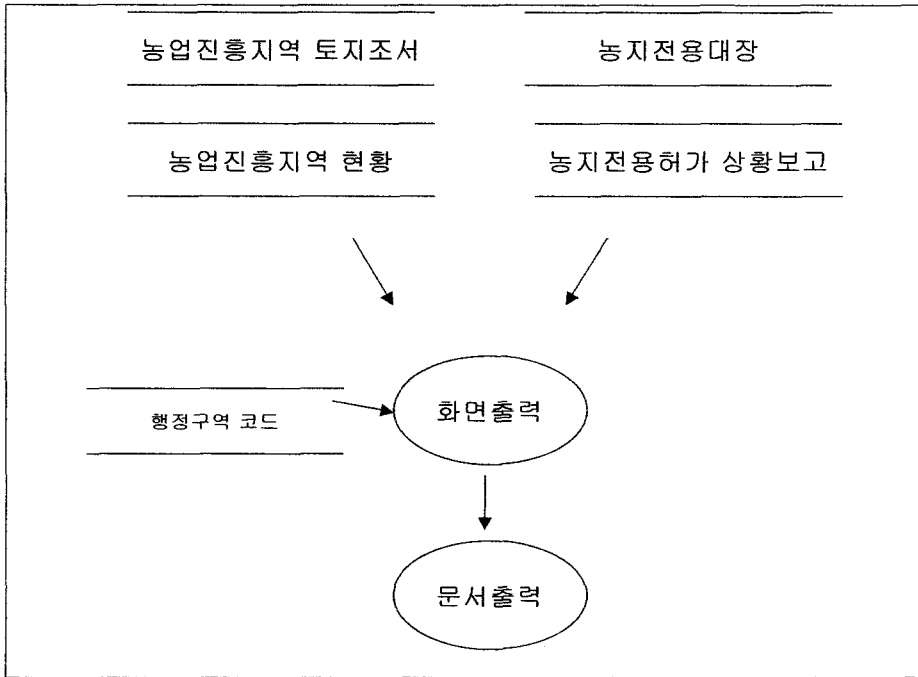 농업진흥지역 토지조서
농지전용대장
농업진흥지역 현황
농지전용허가 상황보고
행정구역 코드
화면출력
문서출력